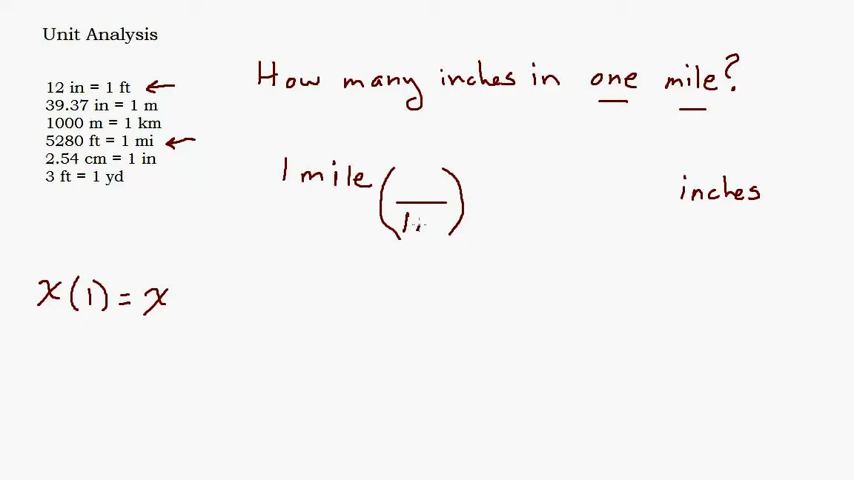 Unit Analysis
12 in = 1 ft
39.37 in = 1 m
1000 m = 1 km
5280 ft = 1 mi
2.54 cm = 1 in
3 ft = 1 yd
How many inches in one mile?
1 mile ( / 1 ) inches
x(1) = x